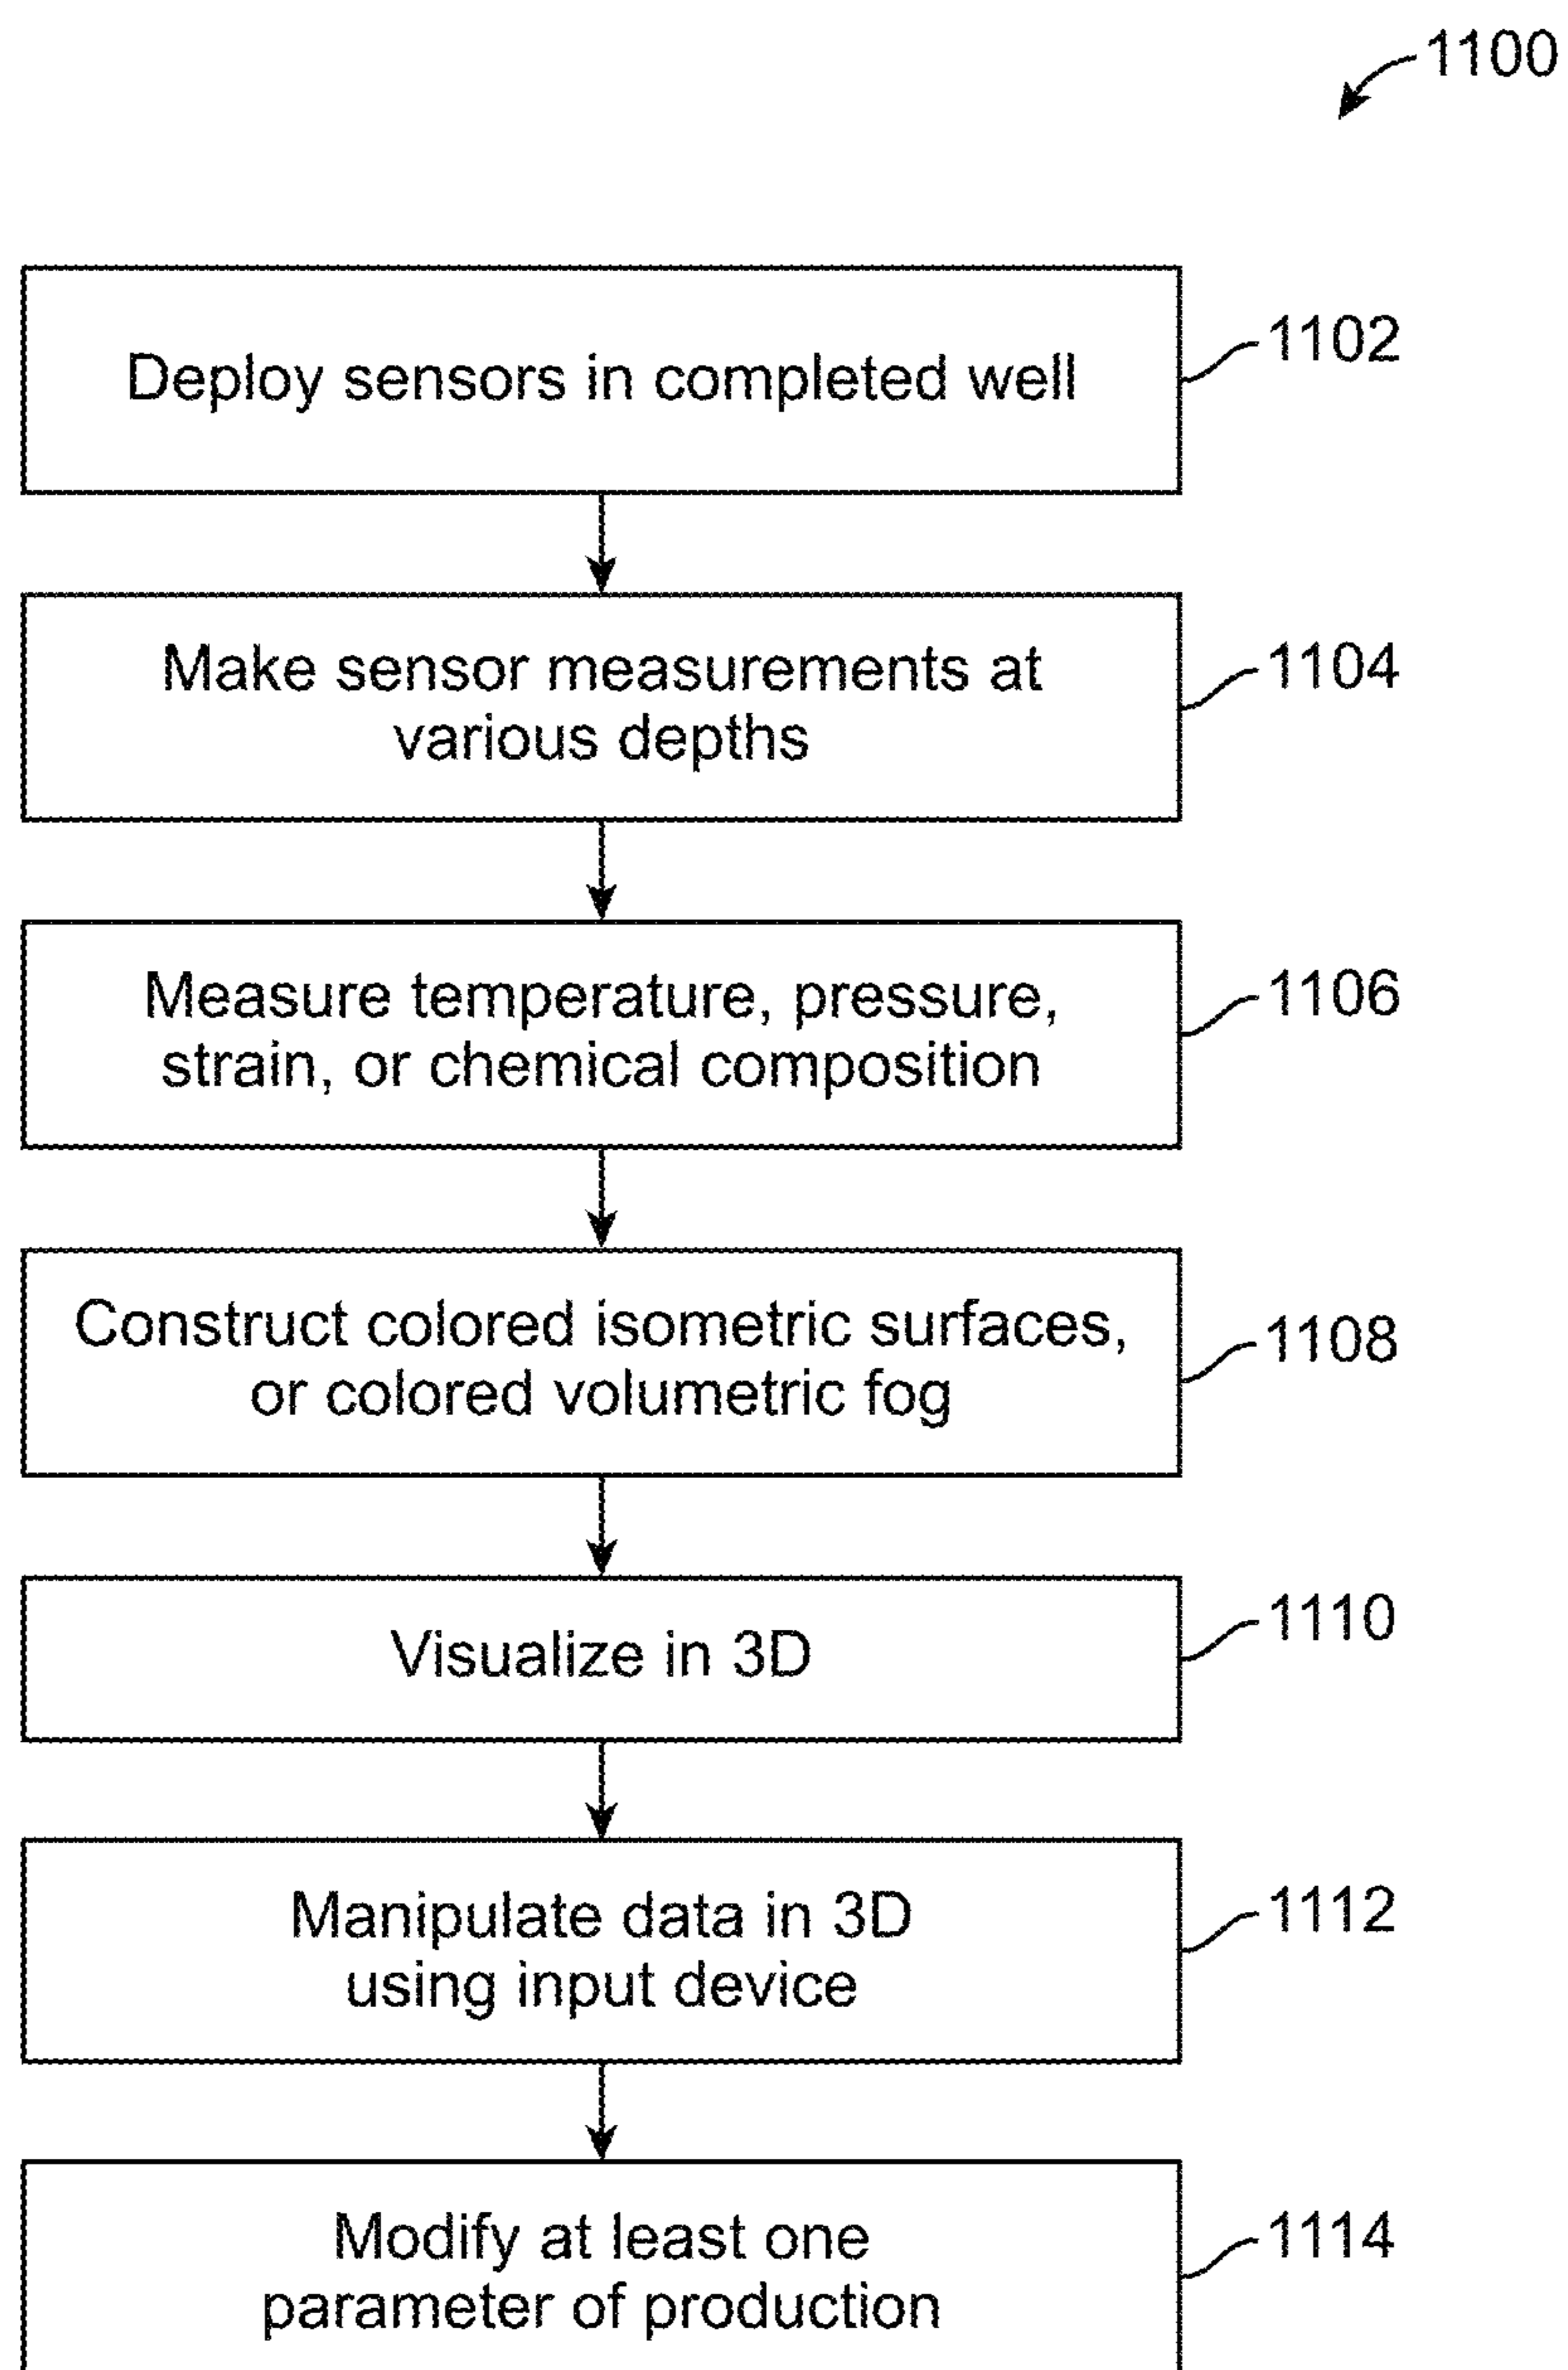 1100
Deploy sensors in completed well
1102
Make sensor measurements at
various depths
1104
Measure temperature, pressure,
strain, or chemical composition
1106
Construct colored isometric surfaces,
or colored volumetric fog
1108
Visualize in 3D
1110
Manipulate data in 3D
using input device
1112
Modify at least one
parameter of production
1114